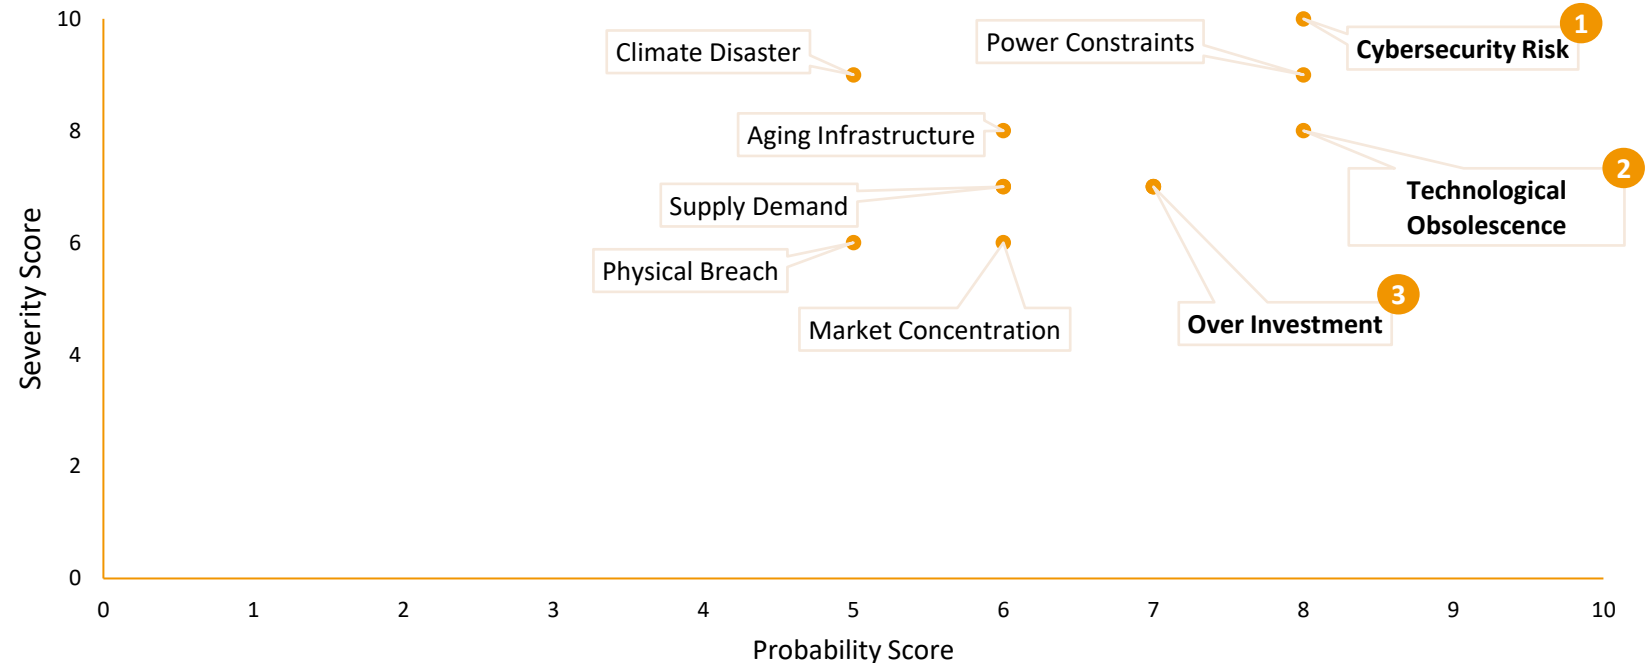 10
8
6
4
2
0
Severity Score
Climate Disaster
Power Constraints
1
Cybersecurity Risk
Aging Infrastructure
2
Technological
Obsolescence
Supply Demand
Physical Breach
3
Market Concentration
Over Investment
0 1 2 3 4 5 6 7 8 9 10
Probability Score